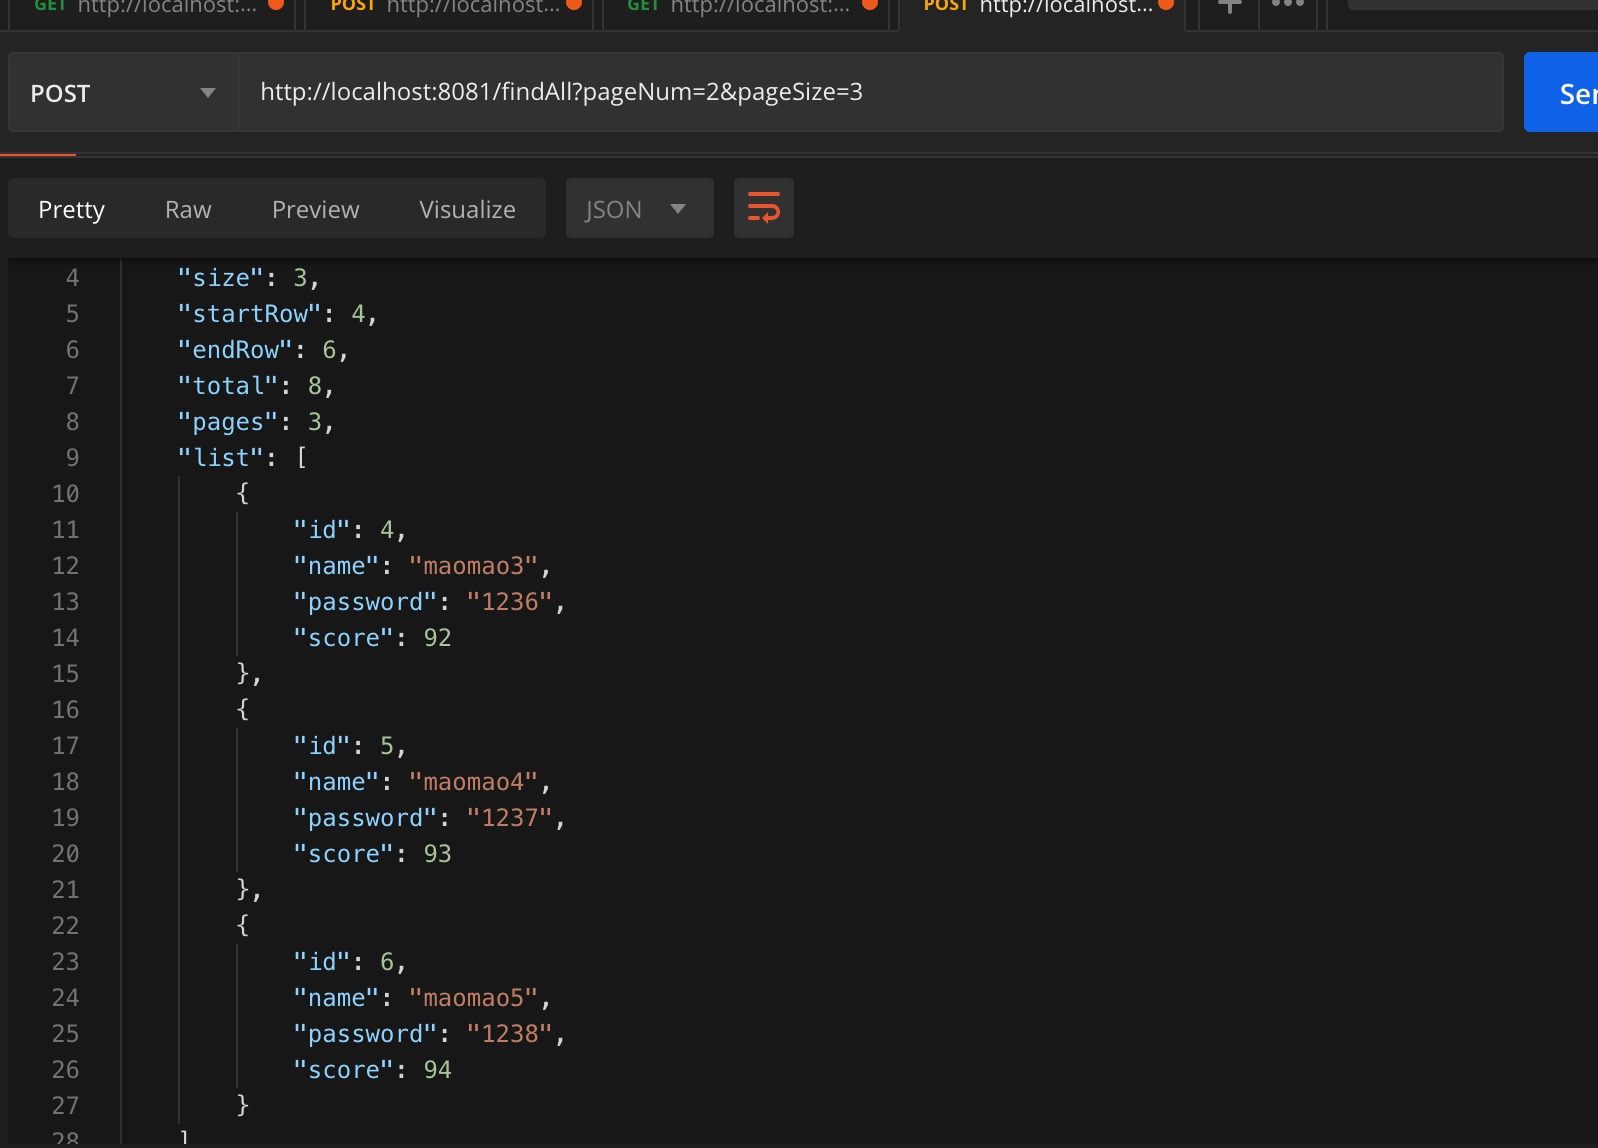 GET http://localhost:... POST http://localhost... GET http://localhost:... POST http://localhost...
POST http://localhost:8081/findAll?pageNum=2&pageSize=3 Ser
Pretty Raw Preview Visualize JSON
4 "size": 3,
5 "startRow": 4,
6 "endRow": 6,
7 "total": 8,
8 "pages": 3,
9 "list": [
10 {
11 "id": 4,
12 "name": "maomao3",
13 "password": "1236",
14 "score": 92
15 },
16 {
17 "id": 5,
18 "name": "maomao4",
19 "password": "1237",
20 "score": 93
21 },
22 {
23 "id": 6,
24 "name": "maomao5",
25 "password": "1238",
26 "score": 94
27 }
28 ]